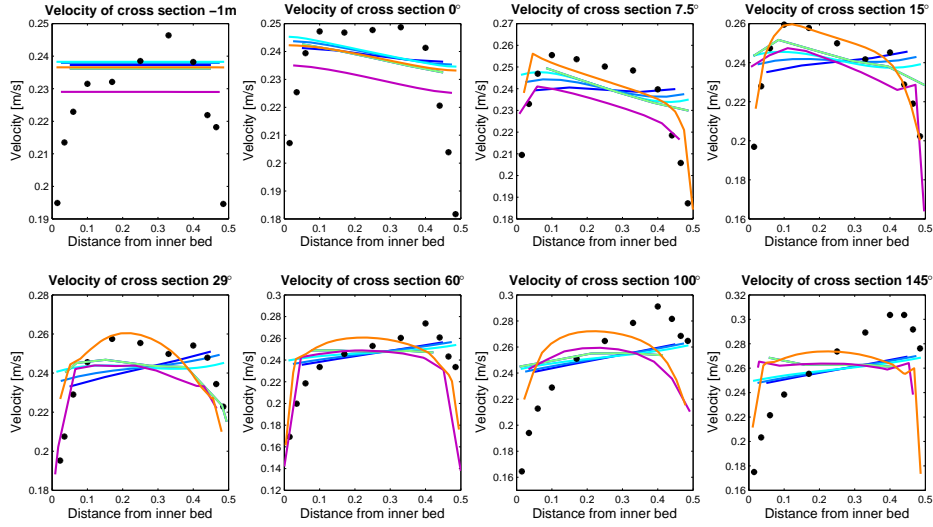 Velocity of cross section −1m
Velocity of cross section 0°
Velocity of cross section 7.5°
Velocity of cross section 15°
0.25
0.24
0.23
0.22
0.21
0.2
0.19
Velocity [m/s]
0 0.1 0.2 0.3 0.4 0.5
Distance from inner bed
0.25
0.24
0.23
0.22
0.21
0.2
0.19
0.18
Velocity [m/s]
0 0.1 0.2 0.3 0.4 0.5
Distance from inner bed
0.26
0.25
0.24
0.23
0.22
0.21
0.2
0.19
0.18
Velocity [m/s]
0 0.1 0.2 0.3 0.4 0.5
Distance from inner bed
0.26
0.24
0.22
0.2
0.18
0.16
Velocity [m/s]
0 0.1 0.2 0.3 0.4 0.5
Distance from inner bed
Velocity of cross section 29°
Velocity of cross section 60°
Velocity of cross section 100°
Velocity of cross section 145°
0.28
0.26
0.24
0.22
0.2
0.18
Velocity [m/s]
0 0.1 0.2 0.3 0.4 0.5
Distance from inner bed
0.3
0.28
0.26
0.24
0.22
0.2
0.18
0.16
0.14
0.12
Velocity [m/s]
0 0.1 0.2 0.3 0.4 0.5
Distance from inner bed
0.3
0.28
0.26
0.24
0.22
0.2
0.18
0.16
0.14
Velocity [m/s]
0 0.1 0.2 0.3 0.4 0.5
Distance from inner bed
0.32
0.3
0.28
0.26
0.24
0.22
0.2
0.18
0.16
Velocity [m/s]
0 0.1 0.2 0.3 0.4 0.5
Distance from inner bed